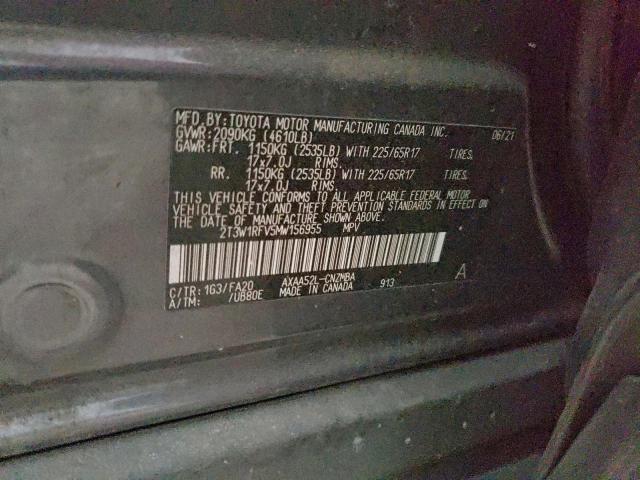 MFD.BY:TOYOTA MOTOR MANUFACTURING CANADA INC. 06/21
GVWR:2090KG (4610LB)
GAWR:FRT. 1150KG (2535LB) WITH 225/65R17 TIRES.
17x7.0J RIMS.
RR. 1150KG (2535LB) WITH 225/65R17 TIRES.
17x7.0J RIMS.
THIS VEHICLE CONFORMS TO ALL APPLICABLE FEDERAL MOTOR
VEHICLE SAFETY AND THEFT PREVENTION STANDARDS IN EFFECT ON
THE DATE OF MANUFACTURE SHOWN ABOVE.
2T3W1RFV5MW156955 MPV
C/TR: 1G3/FA20 AXAA52L-CNZMBA A
A/TM: /UB80E MADE IN CANADA 913